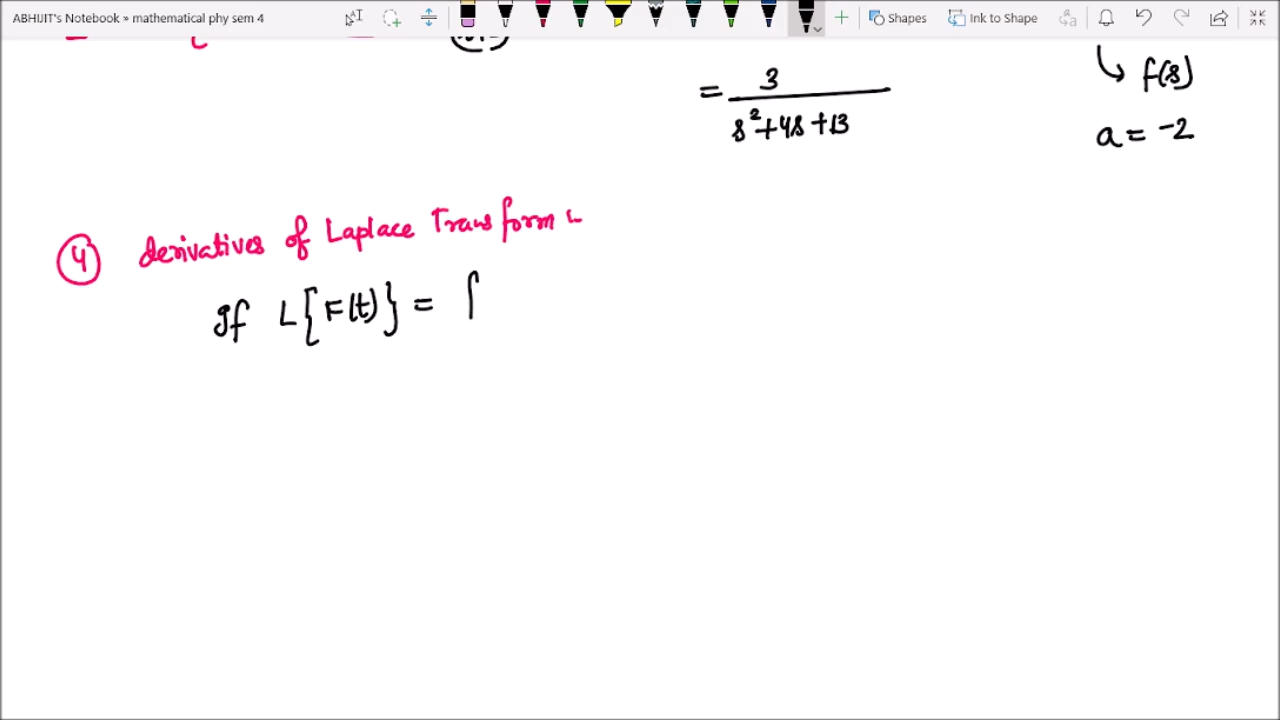 ABHIJIT's Notebook » mathematical phy sem 4
Shapes
Ink to Shape
= 3 / s²+4s+13
f(s)
a = -2
④ derivatives of Laplace Transform
If L{F(t)} = f